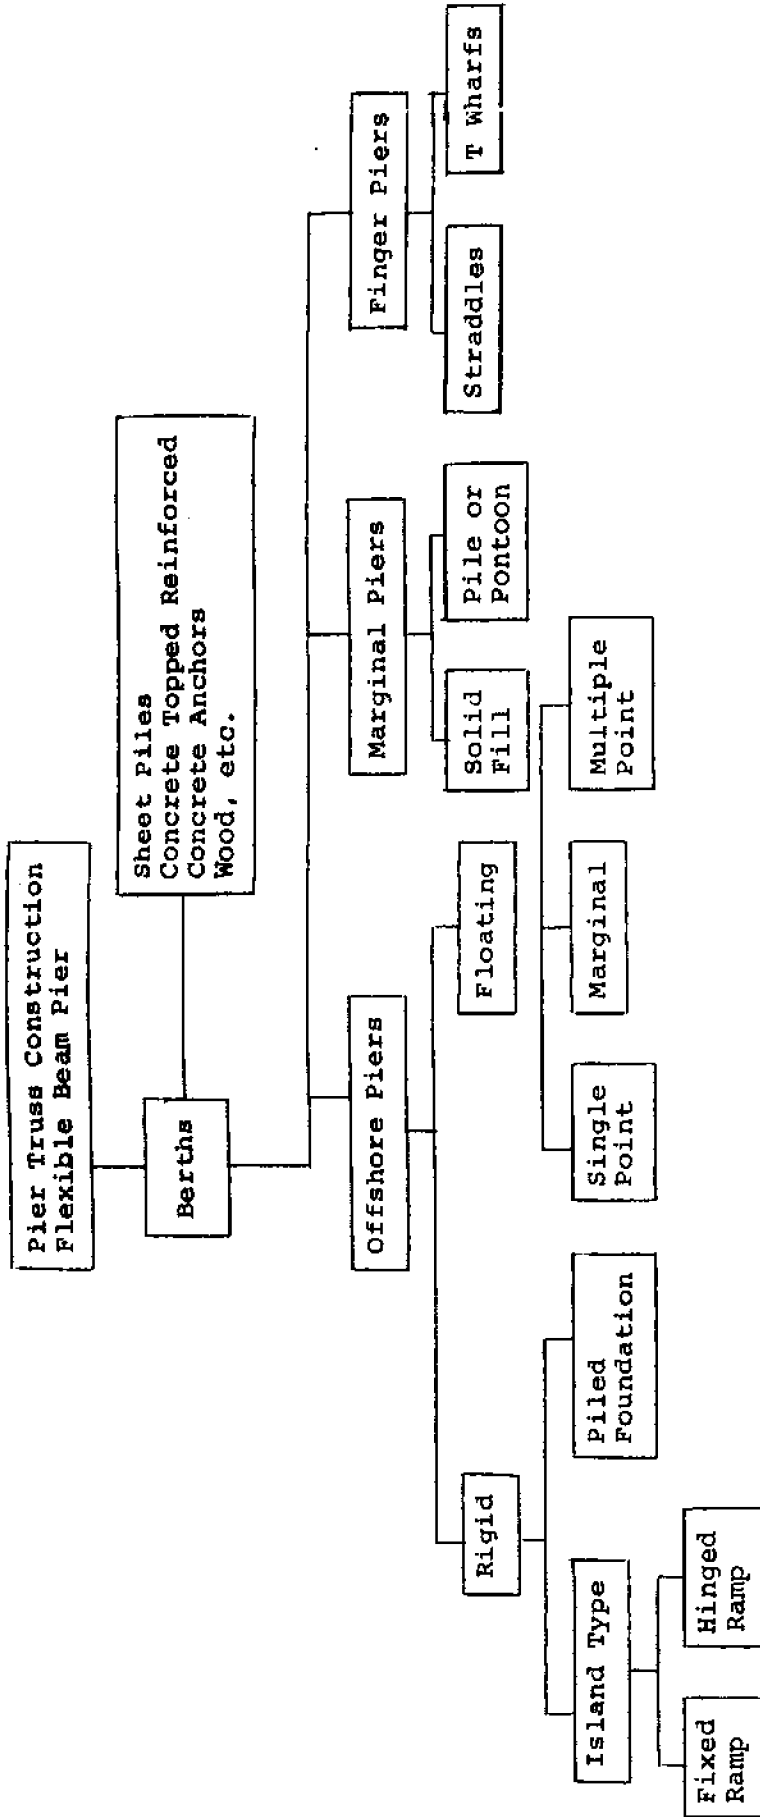 Pier Truss Construction
Flexible Beam Pier
Berths
Sheet Piles
Concrete Topped Reinforced
Concrete Anchors
Wood, etc.
Offshore Piers
Marginal Piers
Finger Piers
Rigid
Floating
Solid
Fill
Pile or
Pontoon
Straddles
T Wharfs
Island Type
Piled
Foundation
Single
Point
Marginal
Multiple
Point
Fixed
Ramp
Hinged
Ramp